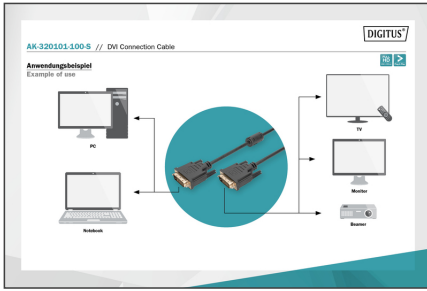 DIGITUS®
AK-320101-100-S // DVI Connection Cable
Anwendungsbeispiel
Example of use
PC
TV
Notebook
Monitor
Beamer